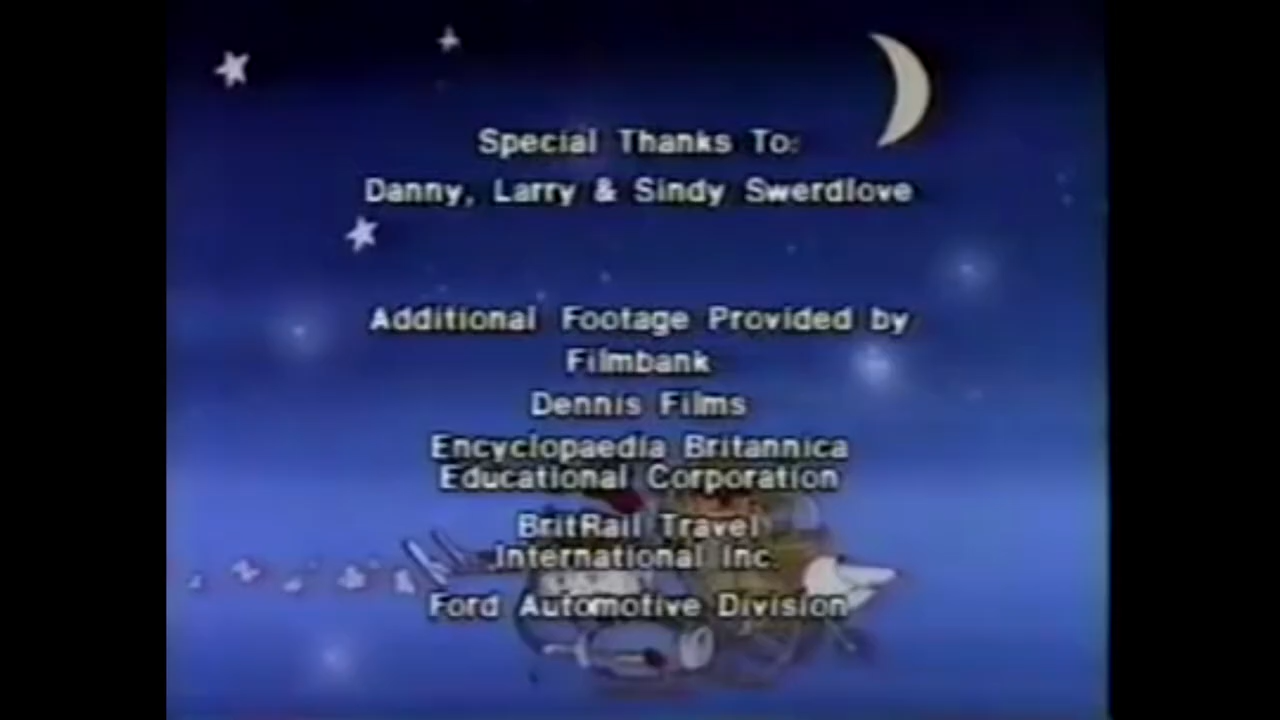 Special Thanks To:
Danny, Larry & Sindy Swerdlove
Additional Footage Provided by
Filmbank
Dennis Films
Encyclopaedia Britannica
Educational Corporation
BritRail Travel
International Inc.
Ford Automotive Division